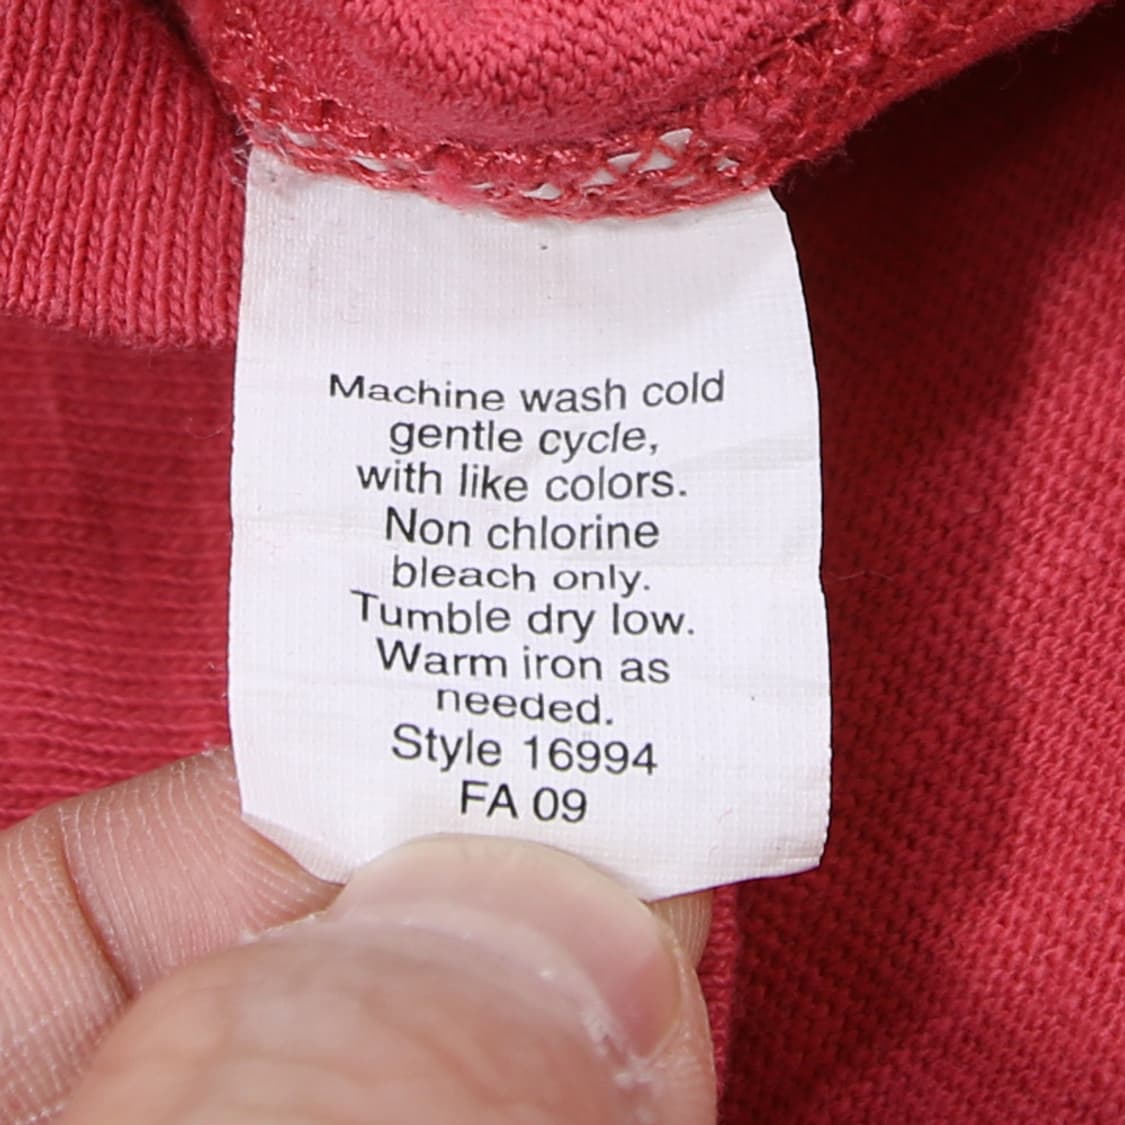 Machine wash cold
gentle cycle,
with like colors.
Non chlorine
bleach only.
Tumble dry low.
Warm iron as
needed.
Style 16994
FA 09